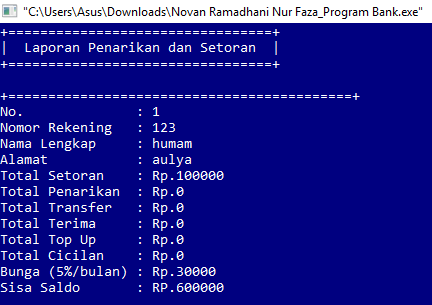 "C:\Users\Asus\Downloads\Novan Ramadhani Nur Faza_Program Bank.exe"
+=================================+
|  Laporan Penarikan dan Setoran  |
+=================================+
+===========================================+
No.              : 1
Nomor Rekening   : 123
Nama Lengkap     : humam
Alamat           : aulya
Total Setoran    : Rp.100000
Total Penarikan  : Rp.0
Total Transfer   : Rp.0
Total Terima     : Rp.0
Total Top Up     : Rp.0
Total Cicilan    : Rp.0
Bunga (5%/bulan) : Rp.30000
Sisa Saldo       : RP.600000